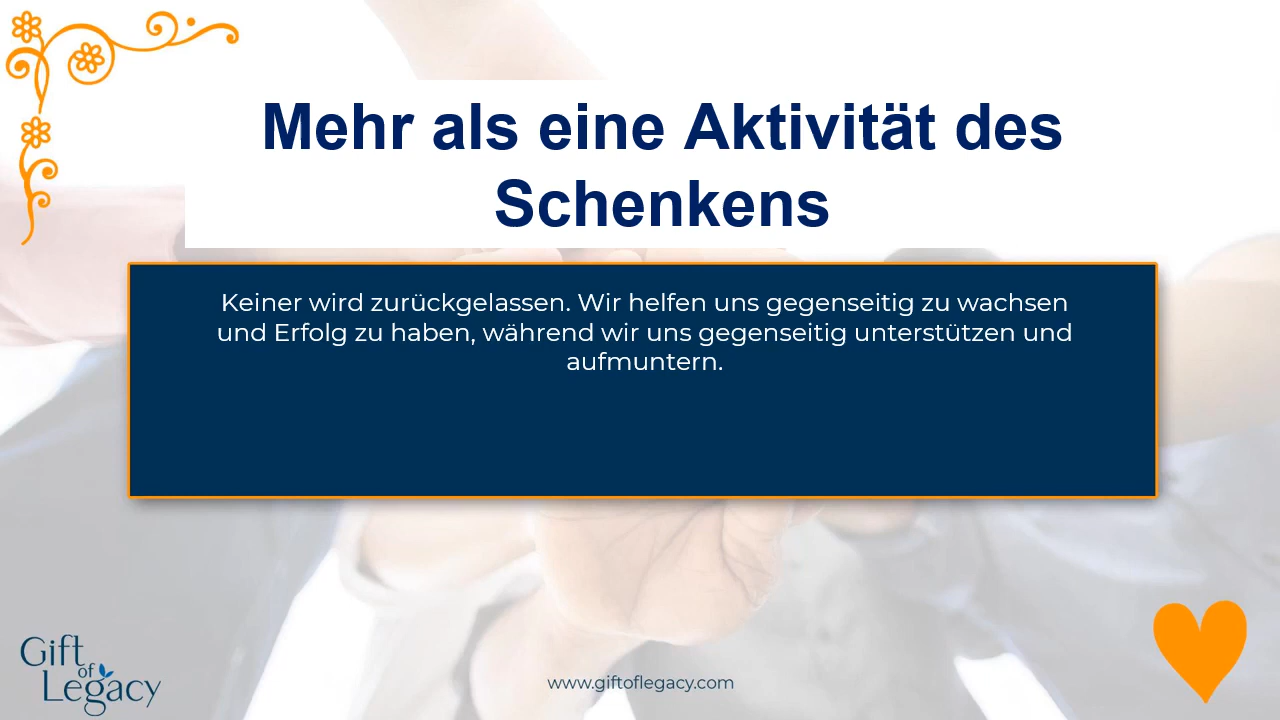 Mehr als eine Aktivität des
Schenkens
Keiner wird zurückgelassen. Wir helfen uns gegenseitig zu wachsen
und Erfolg zu haben, während wir uns gegenseitig unterstützen und
aufmuntern.
Gift
of
Legacy
www.giftoflegacy.com